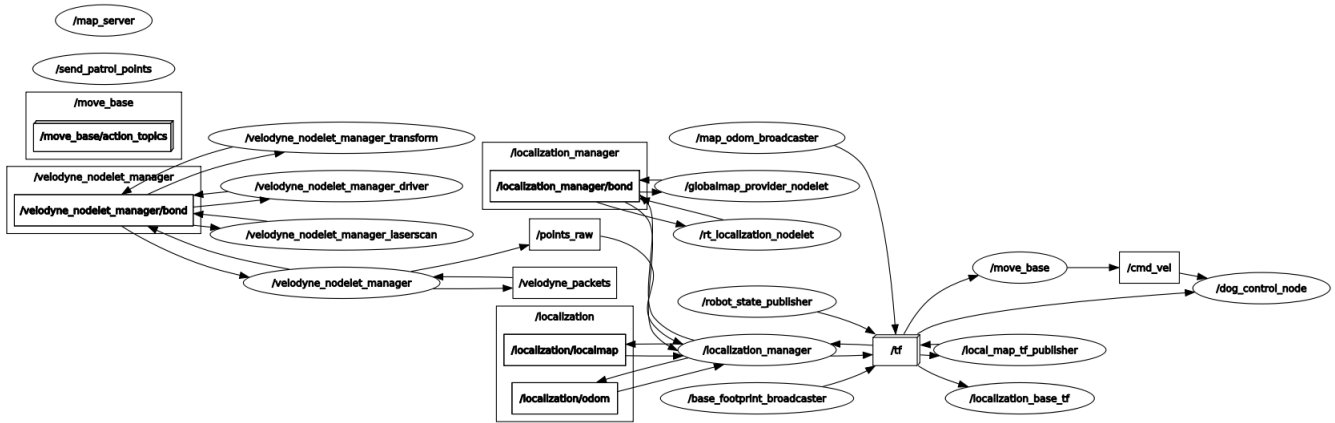 /map_server
/send_patrol_points
/move_base
/move_base/action_topics
/velodyne_nodelet_manager
/velodyne_nodelet_manager/bond
/velodyne_nodelet_manager_transform
/velodyne_nodelet_manager_driver
/velodyne_nodelet_manager_laserscan
/velodyne_nodelet_manager
/localization_manager
/localization_manager/bond
/points_raw
/velodyne_packets
/localization
/localization/localmap
/localization/odom
/map_odom_broadcaster
/globalmap_provider_nodelet
/rt_localization_nodelet
/robot_state_publisher
/localization_manager
/base_footprint_broadcaster
/tf
/move_base
/cmd_vel
/dog_control_node
/local_map_tf_publisher
/localization_base_tf